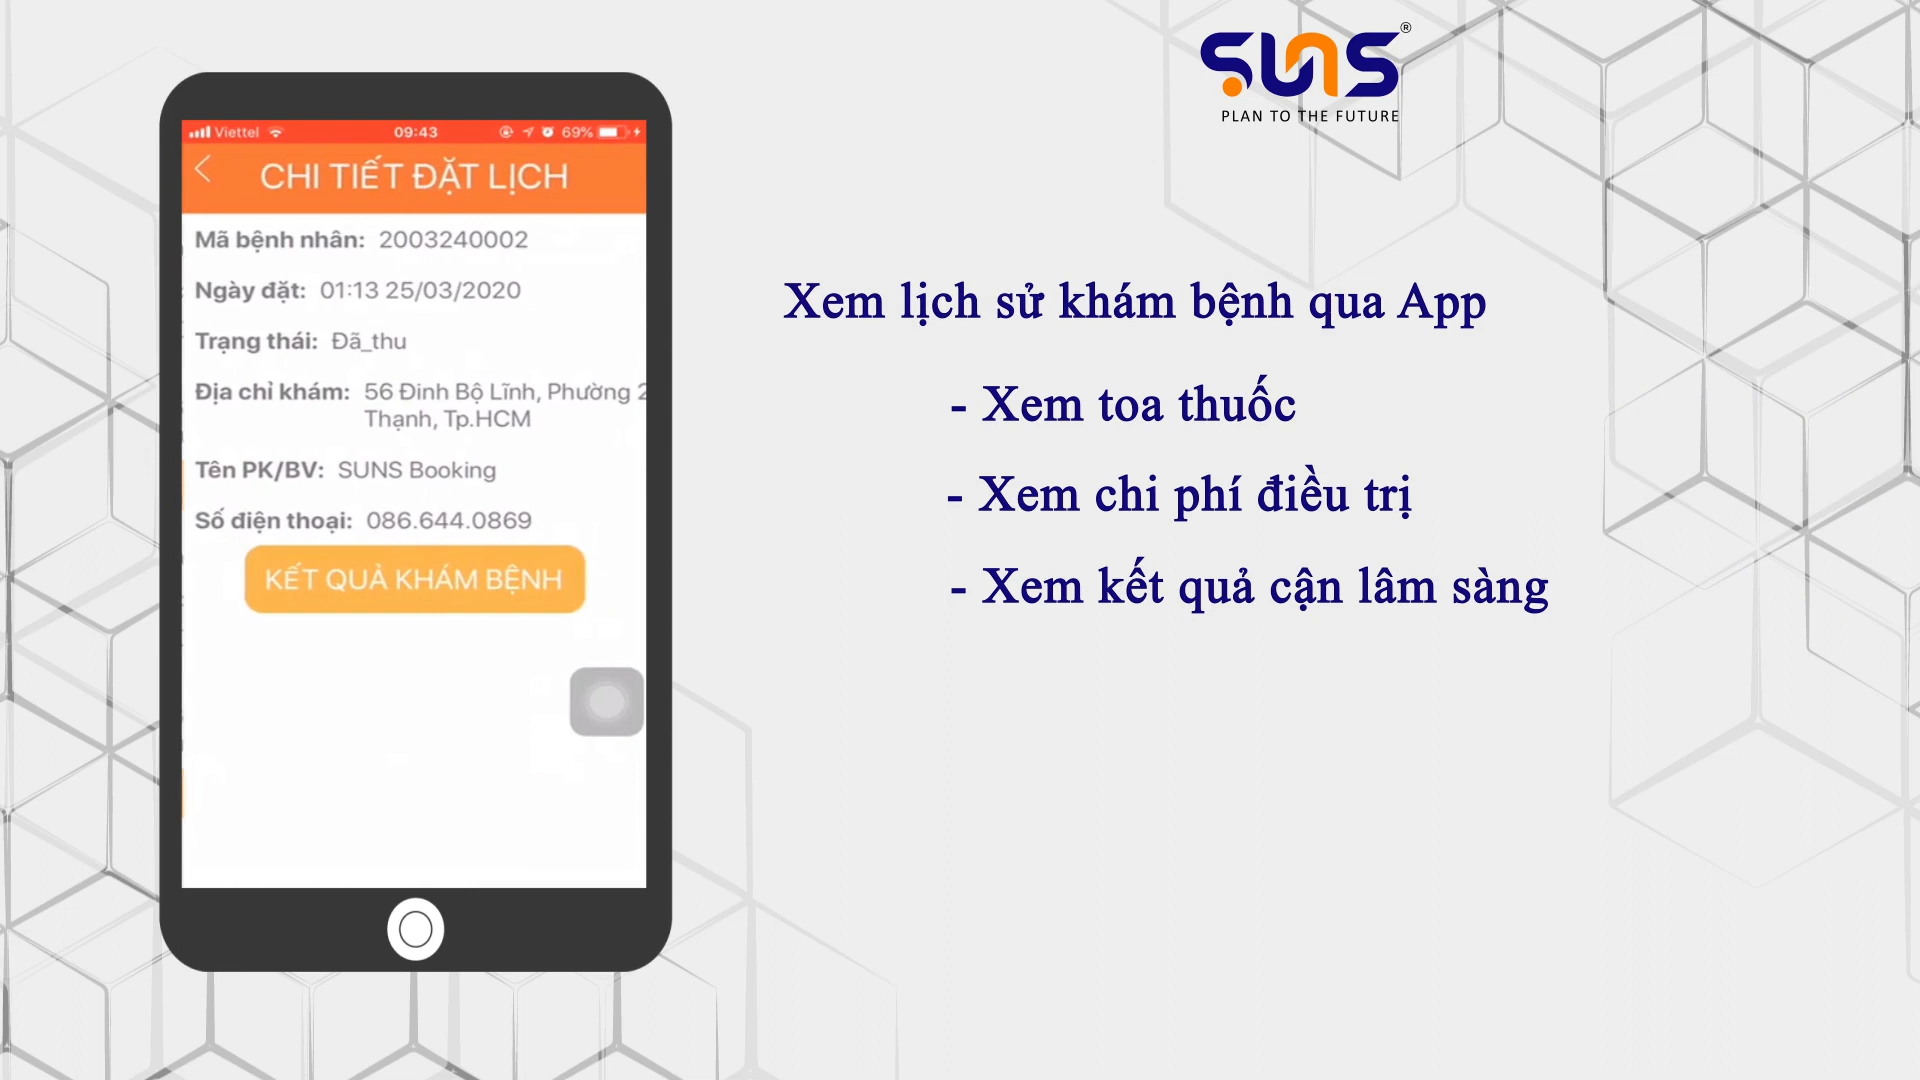 Viettel 09:43 69%
CHI TIẾT ĐẶT LỊCH
Mã bệnh nhân: 2003240002
Ngày đặt: 01:13 25/03/2020
Trạng thái: Đã_thu
Địa chỉ khám: 56 Đinh Bộ Lĩnh, Phường 2
Thạnh, Tp.HCM
Tên PK/BV: SUNS Booking
Số điện thoại: 086.644.0869
KẾT QUẢ KHÁM BỆNH
SUNS®
PLAN TO THE FUTURE
Xem lịch sử khám bệnh qua App
- Xem toa thuốc
- Xem chi phí điều trị
- Xem kết quả cận lâm sàng